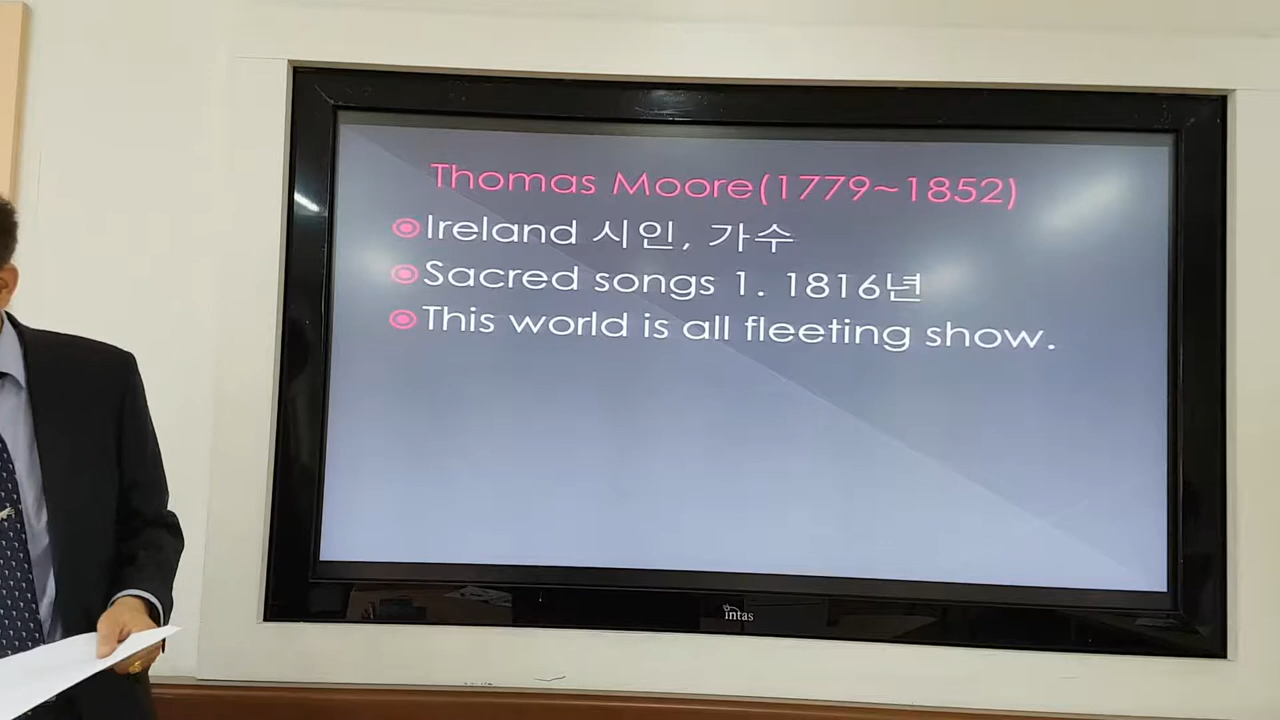 Thomas Moore(1779~1852)
Ireland 시인, 가수
Sacred songs 1. 1816년
This world is all fleeting show.
intas